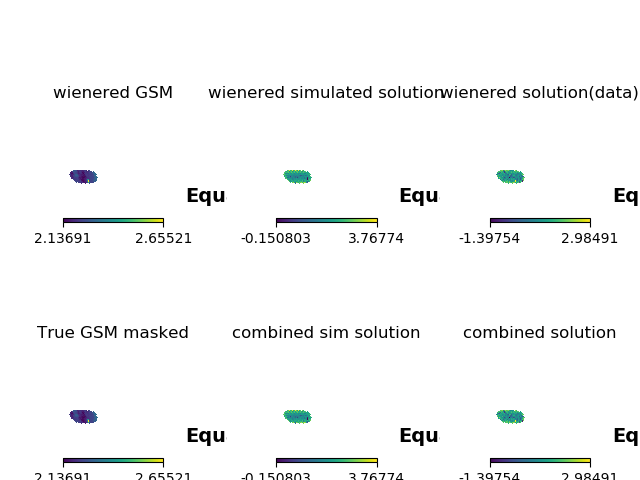 wienered GSM
wienered simulated solution
wienered solution(data)
Equ
Equ
Eq
2.13691 2.65521
-0.150803 3.76774
-1.39754 2.98491
True GSM masked
combined sim solution
combined solution
Equ
Equ
Eq
2.13691 2.65521
-0.150803 3.76774
-1.39754 2.98491